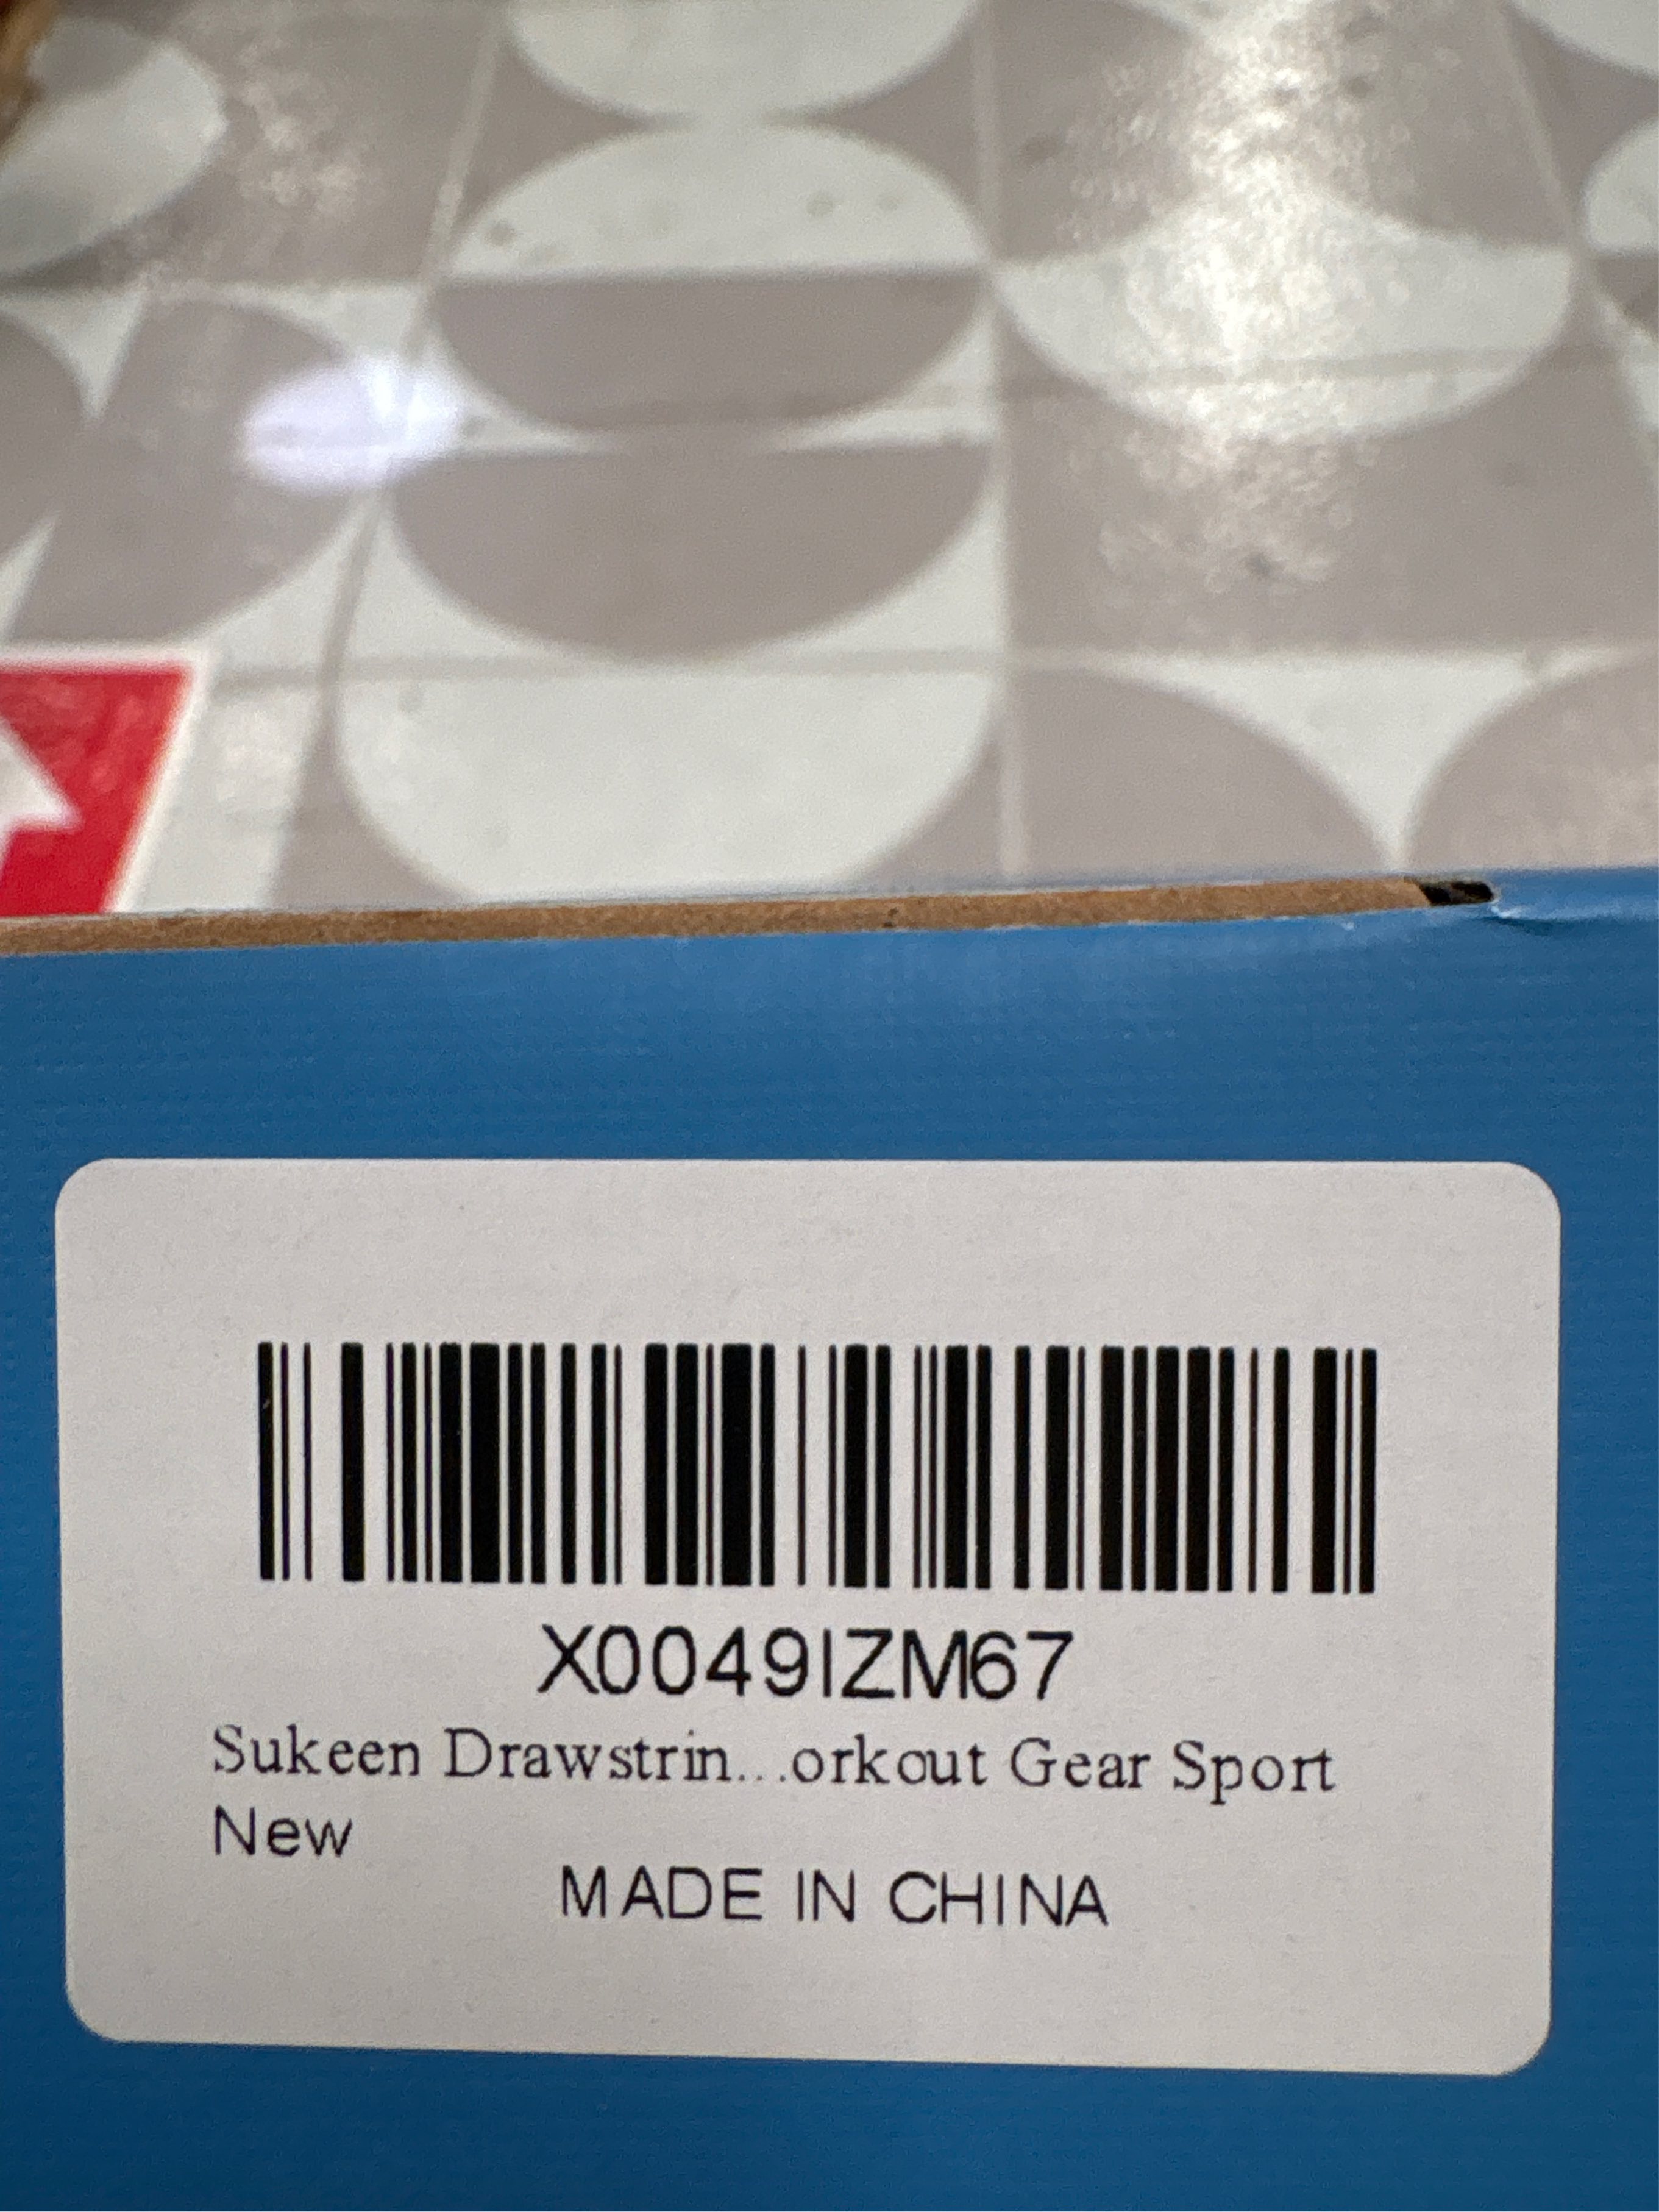 X0049IZM67
Sukeen Drawstrin...orkout Gear Sport
New
MADE IN CHINA